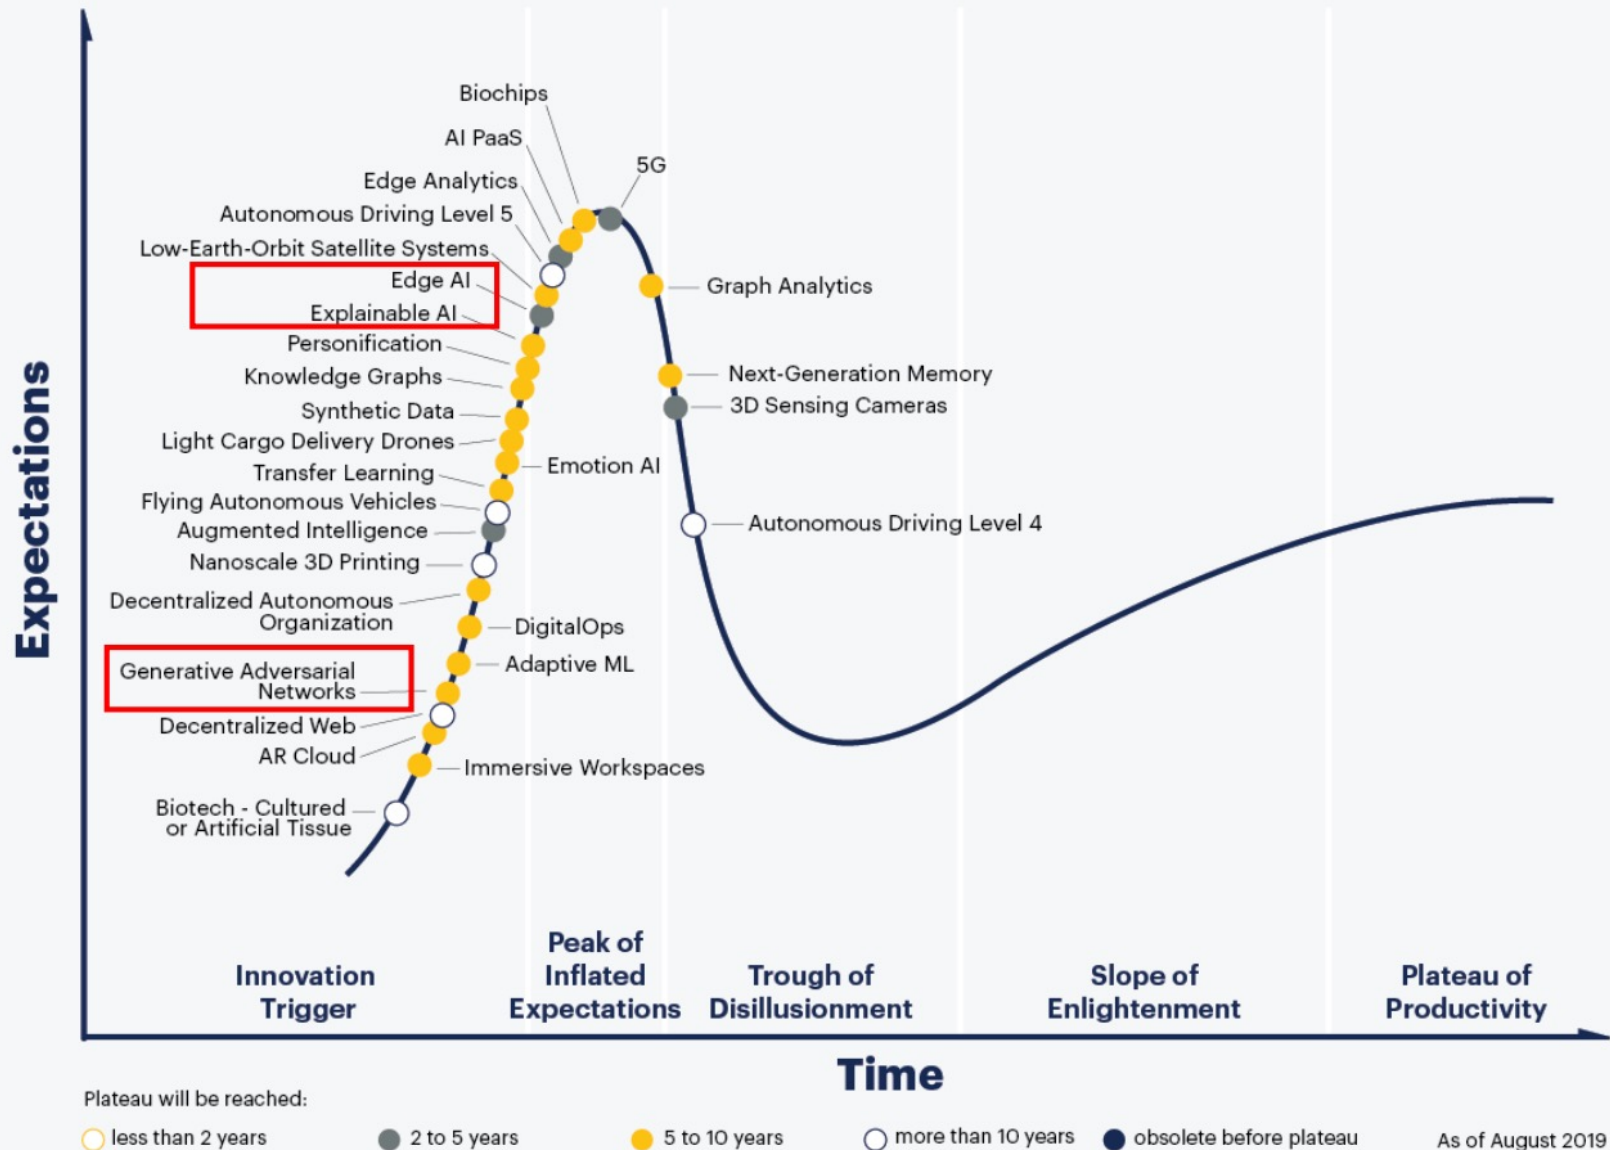 Expectations
Biochips
AI PaaS
Edge Analytics
Autonomous Driving Level 5
Low-Earth-Orbit Satellite Systems
Edge AI
Explainable AI
Personification
Knowledge Graphs
Synthetic Data
Light Cargo Delivery Drones
Transfer Learning
Flying Autonomous Vehicles
Augmented Intelligence
Nanoscale 3D Printing
Decentralized Autonomous
Organization
Generative Adversarial
Networks
Decentralized Web
AR Cloud
Biotech - Cultured
or Artificial Tissue
5G
Graph Analytics
Next-Generation Memory
3D Sensing Cameras
Emotion AI
Autonomous Driving Level 4
DigitalOps
Adaptive ML
Immersive Workspaces
Innovation
Trigger
Peak of
Inflated
Expectations
Trough of
Disillusionment
Slope of
Enlightenment
Plateau of
Productivity
Time
Plateau will be reached:
less than 2 years
2 to 5 years
5 to 10 years
more than 10 years
obsolete before plateau
As of August 2019